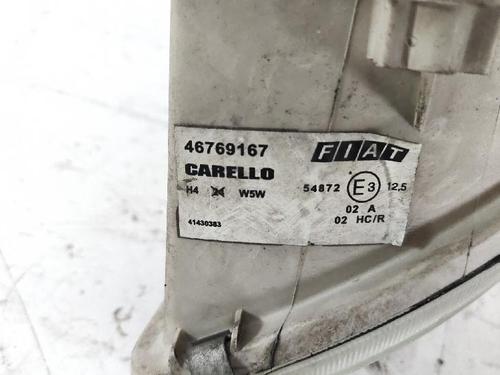 46769167 FIAT
CARELLO
H4 W5W 54872 E3 12,5
02 A
02 HC/R
41430383